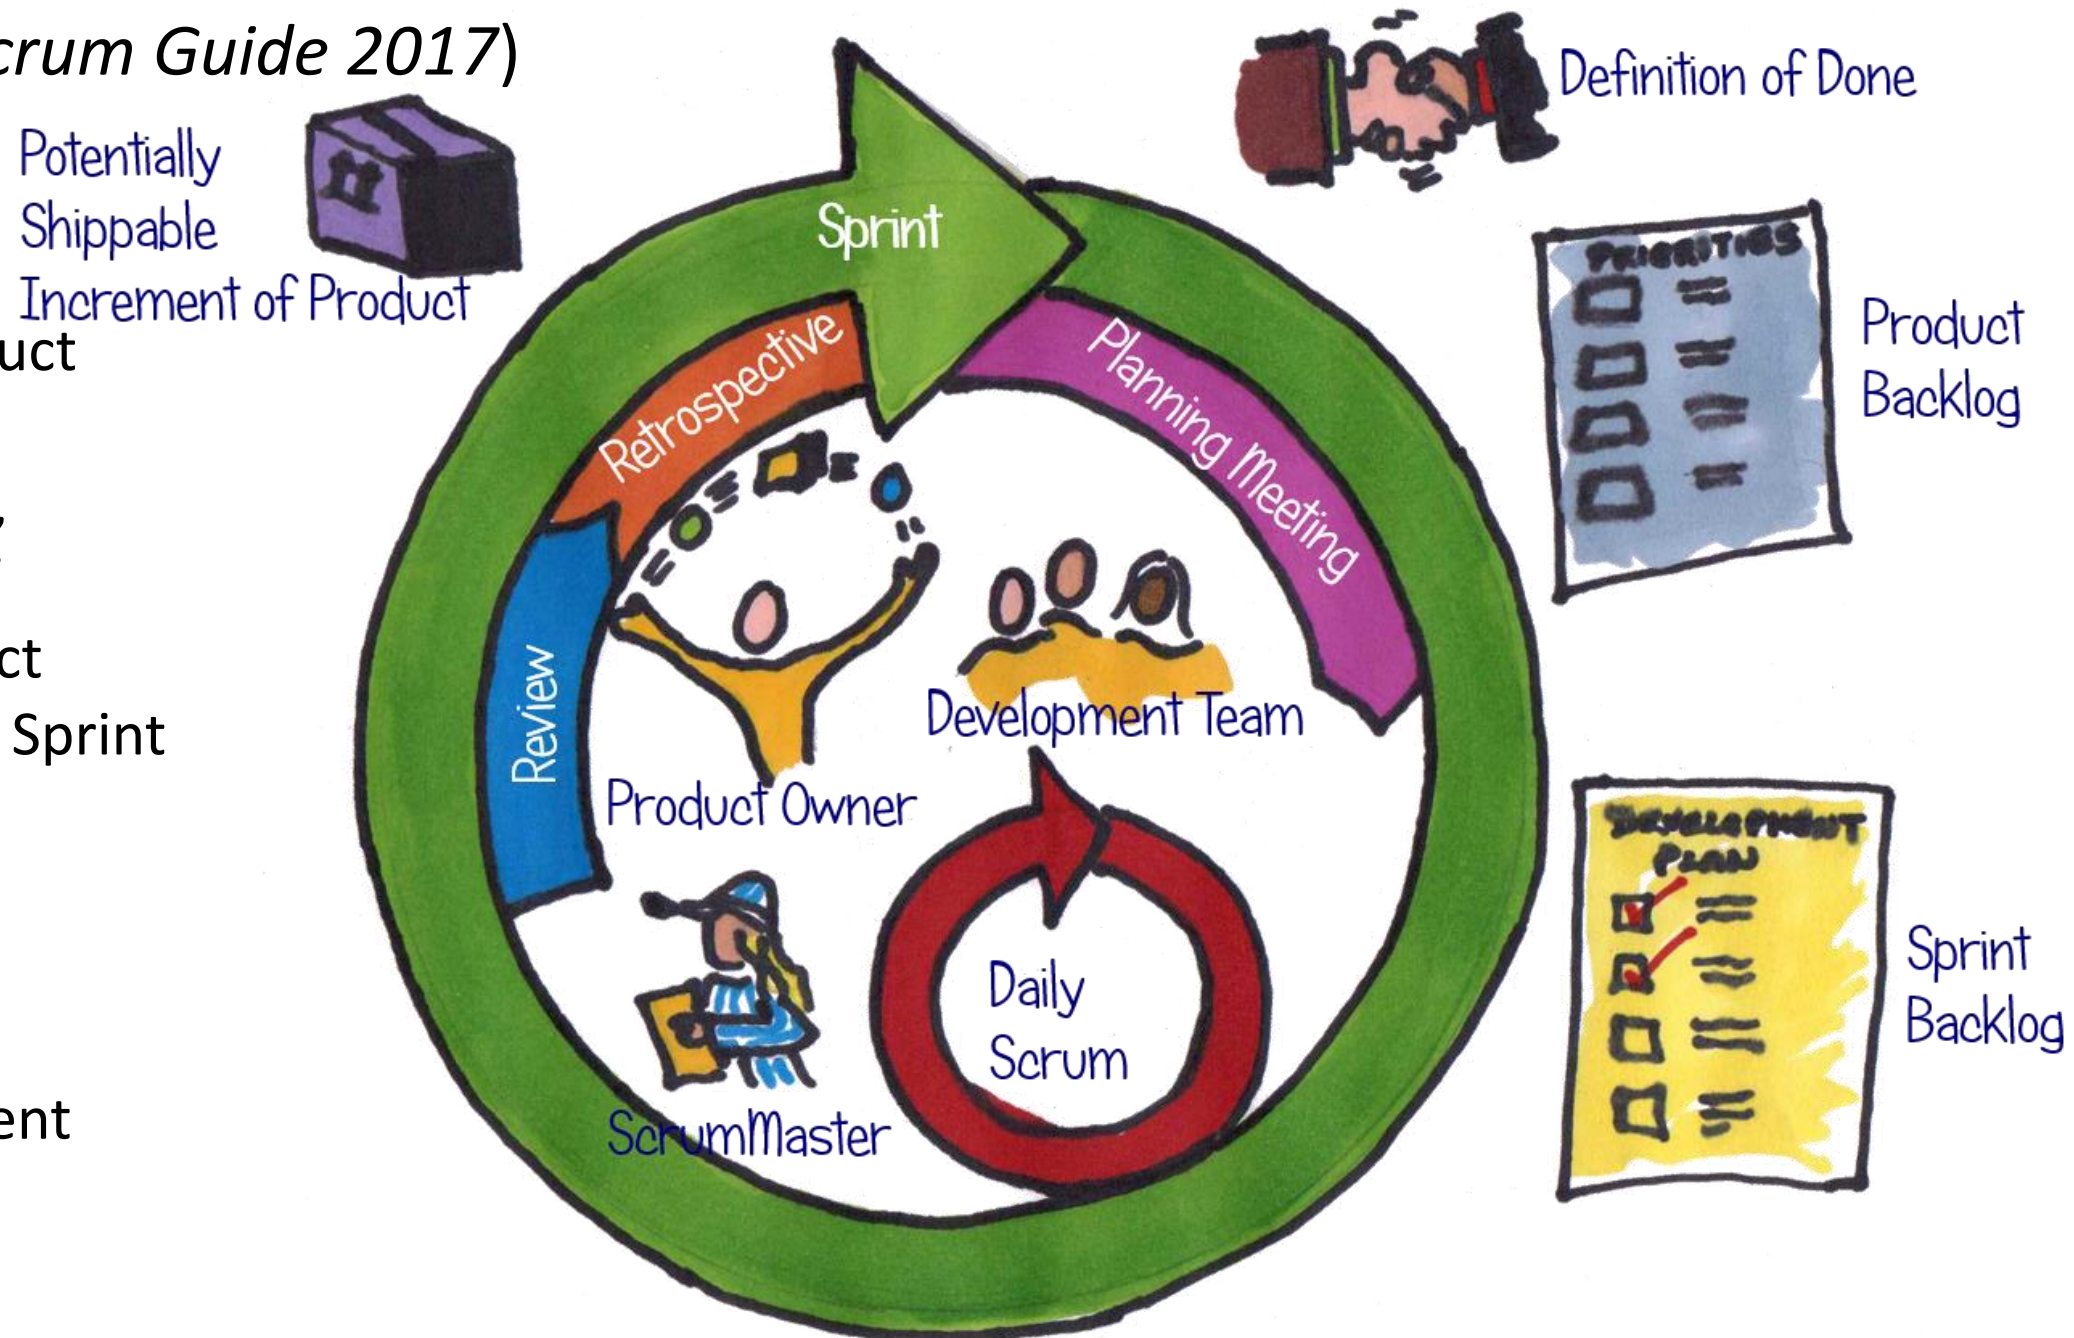 crum Guide 2017)
Potentially
Shippable
Increment of Product
uct
,
ct
Sprint
ent
Sprint
Retrospective
Planning Meeting
Review
Product Owner
Development Team
ScrumMaster
Daily
Scrum
Definition of Done
PRIORITIES
Product
Backlog
DEVELOPMENT
PLAN
Sprint
Backlog